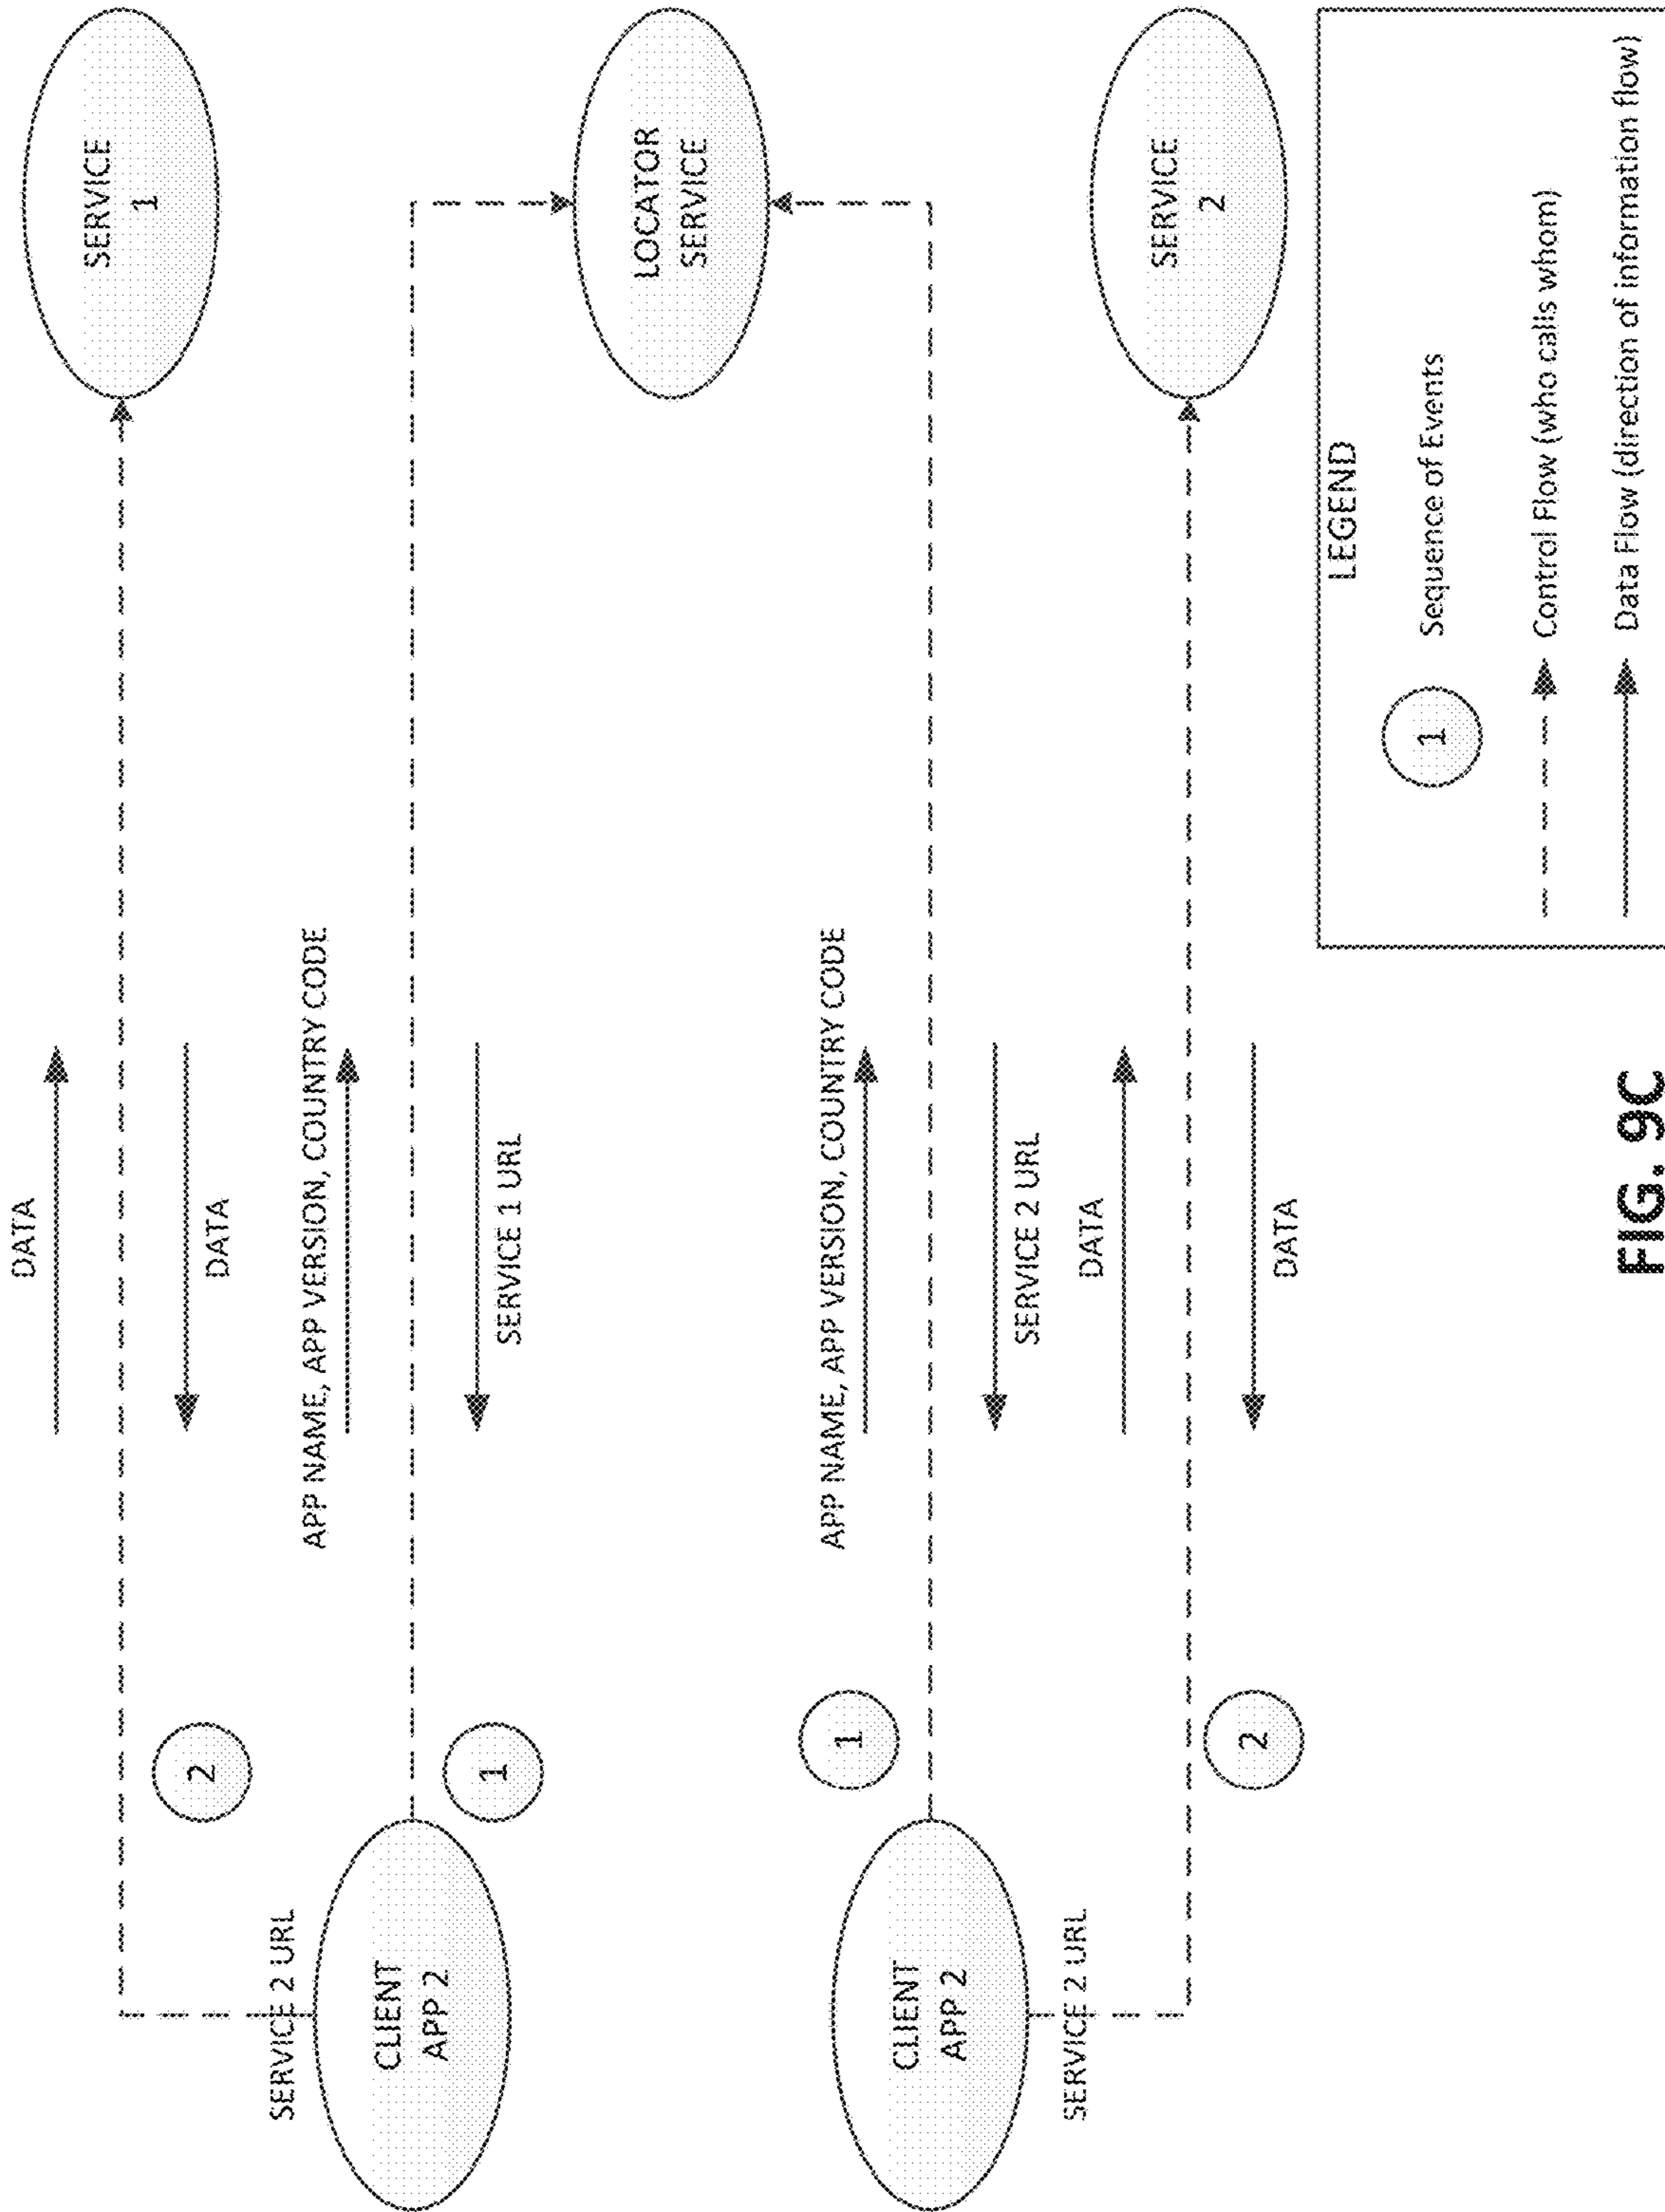 DATA
SERVICE
1
DATA
SERVICE 2 URL
2
APP NAME, APP VERSION, COUNTRY CODE
CLIENT
APP 2
1
SERVICE 1 URL
LOCATOR
SERVICE
APP NAME, APP VERSION, COUNTRY CODE
1
CLIENT
APP 2
SERVICE 2 URL
SERVICE 2 URL
DATA
SERVICE
2
2
DATA
LEGEND
1
Sequence of Events
Control Flow (who calls whom)
Data Flow (direction of information flow)
FIG. 9C